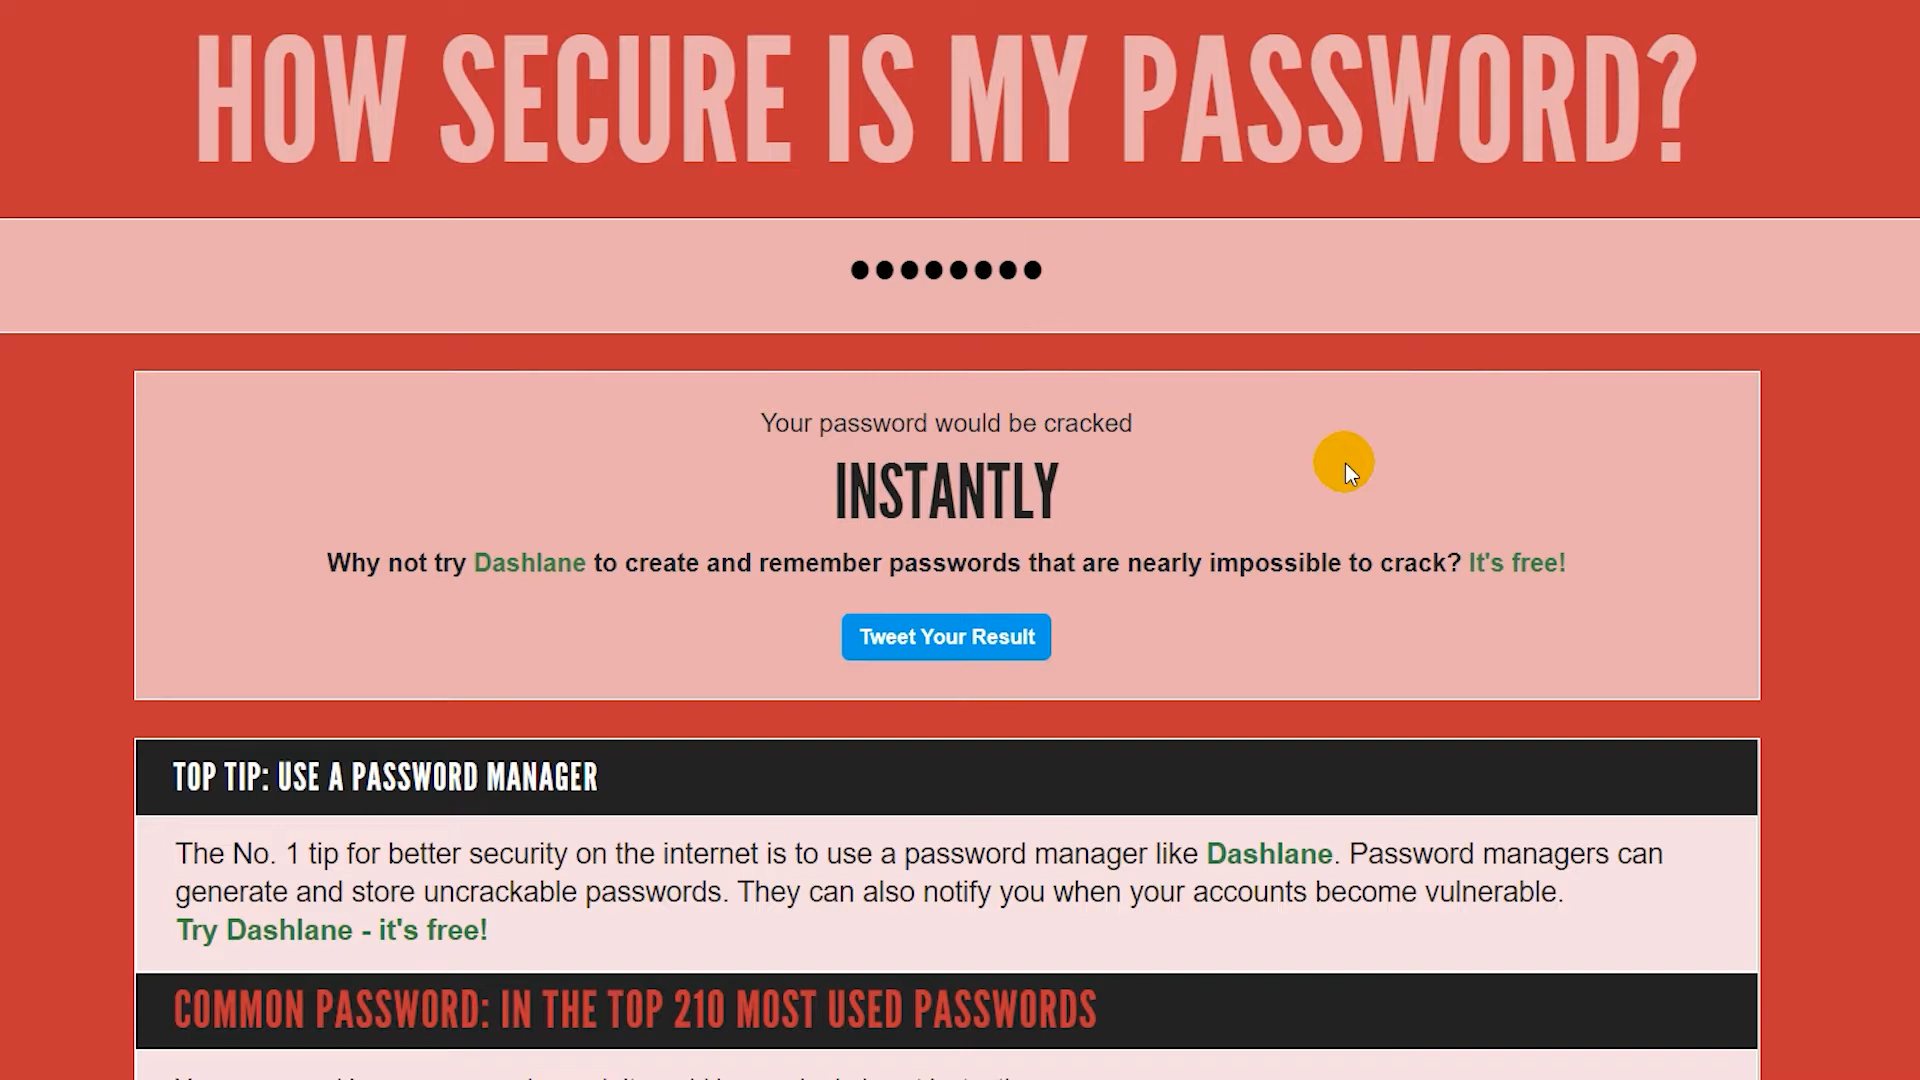 HOW SECURE IS MY PASSWORD?
••••••••
Your password would be cracked
INSTANTLY
Why not try Dashlane to create and remember passwords that are nearly impossible to crack? It's free!
Tweet Your Result
TOP TIP: USE A PASSWORD MANAGER
The No. 1 tip for better security on the internet is to use a password manager like Dashlane. Password managers can
generate and store uncrackable passwords. They can also notify you when your accounts become vulnerable.
Try Dashlane - it's free!
COMMON PASSWORD: IN THE TOP 210 MOST USED PASSWORDS